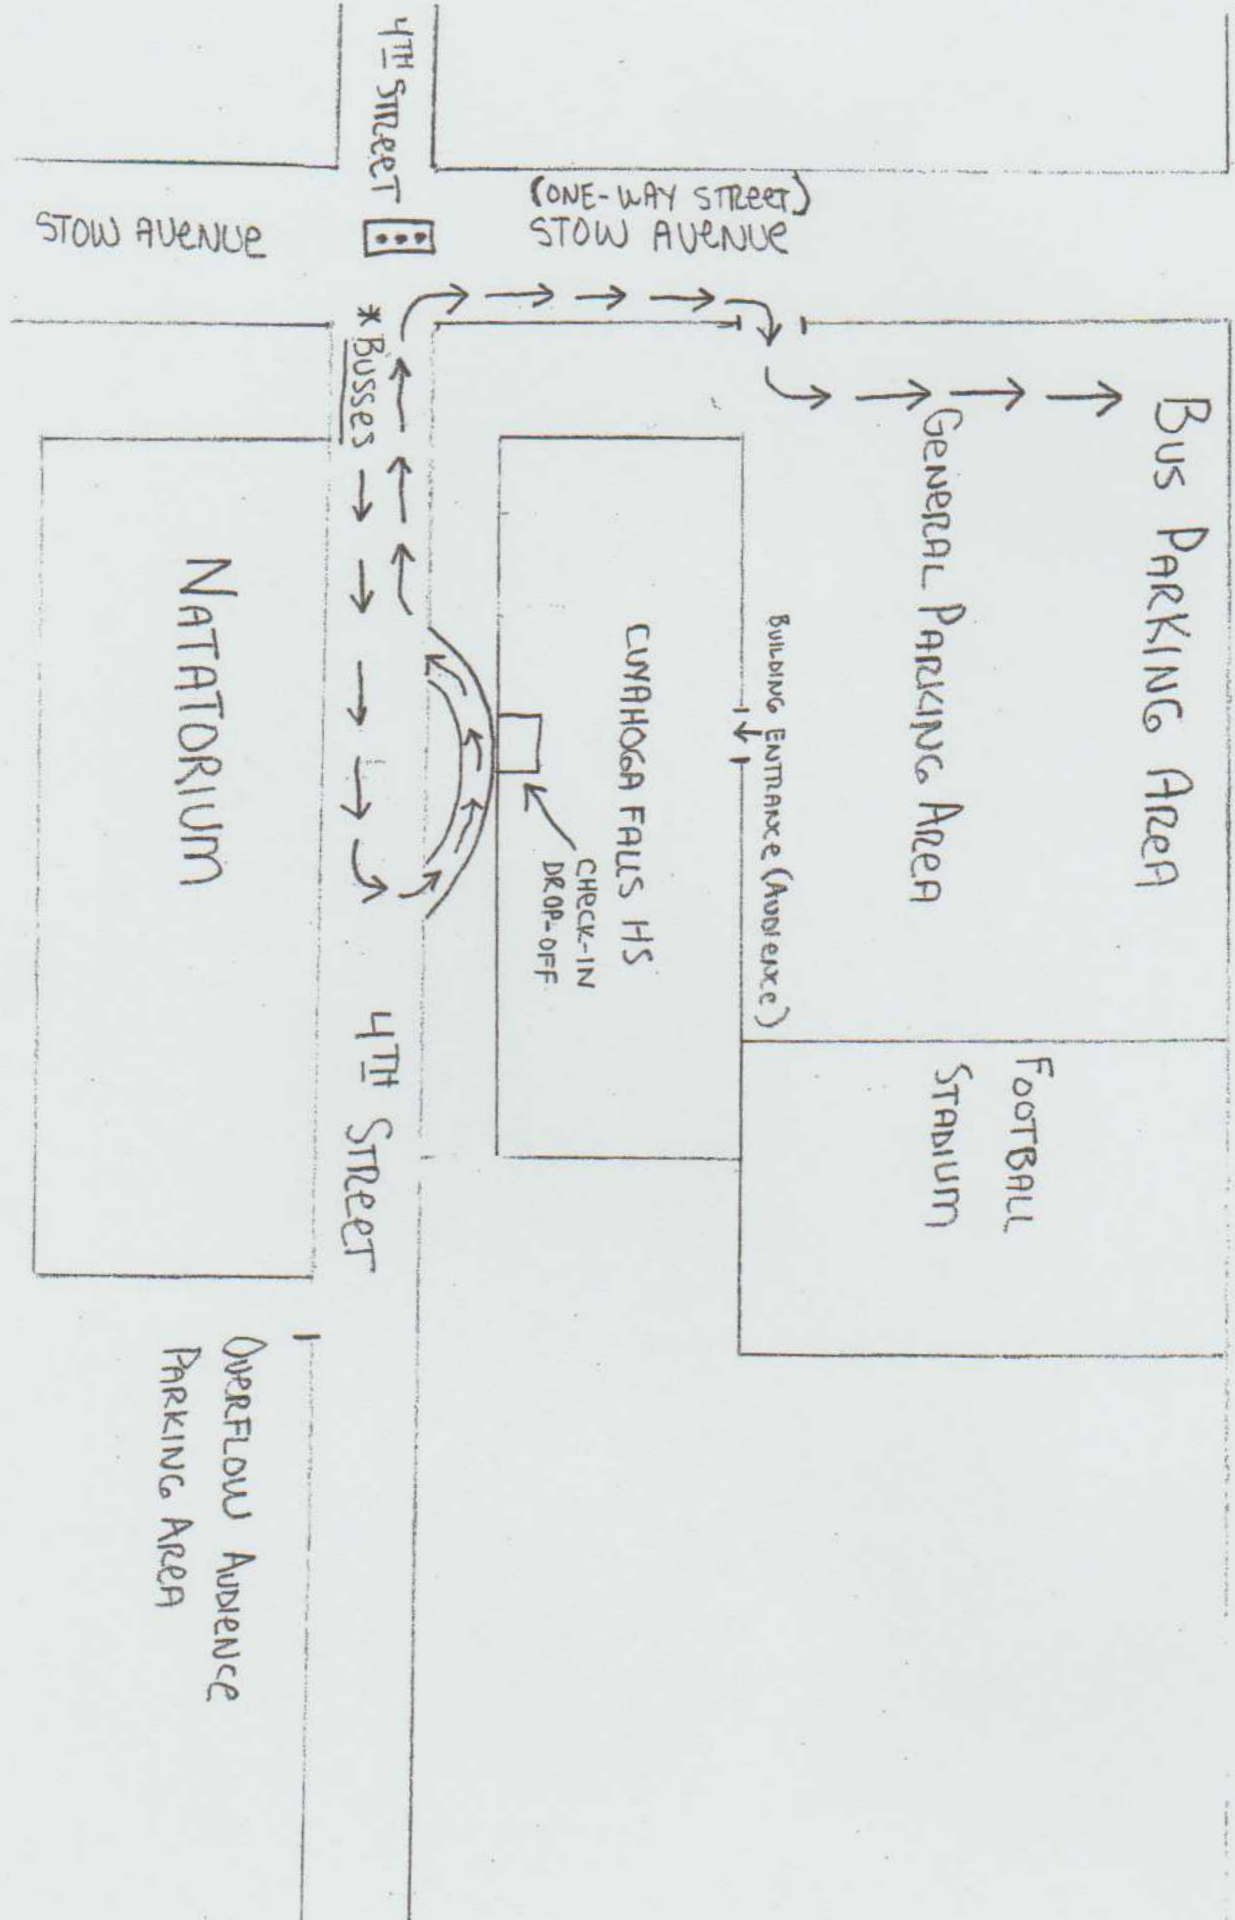 4TH STREET
(ONE-WAY STREET)
STOW AVENUE
STOW AVENUE
* BUSSES
BUS PARKING AREA
GENERAL PARKING AREA
BUILDING ENTRANCE (AUDIENCE)
CUYAHOGA FALLS HS
CHECK-IN
DROP-OFF
NATATORIUM
4TH STREET
FOOTBALL
STADIUM
OVERFLOW AUDIENCE
PARKING AREA